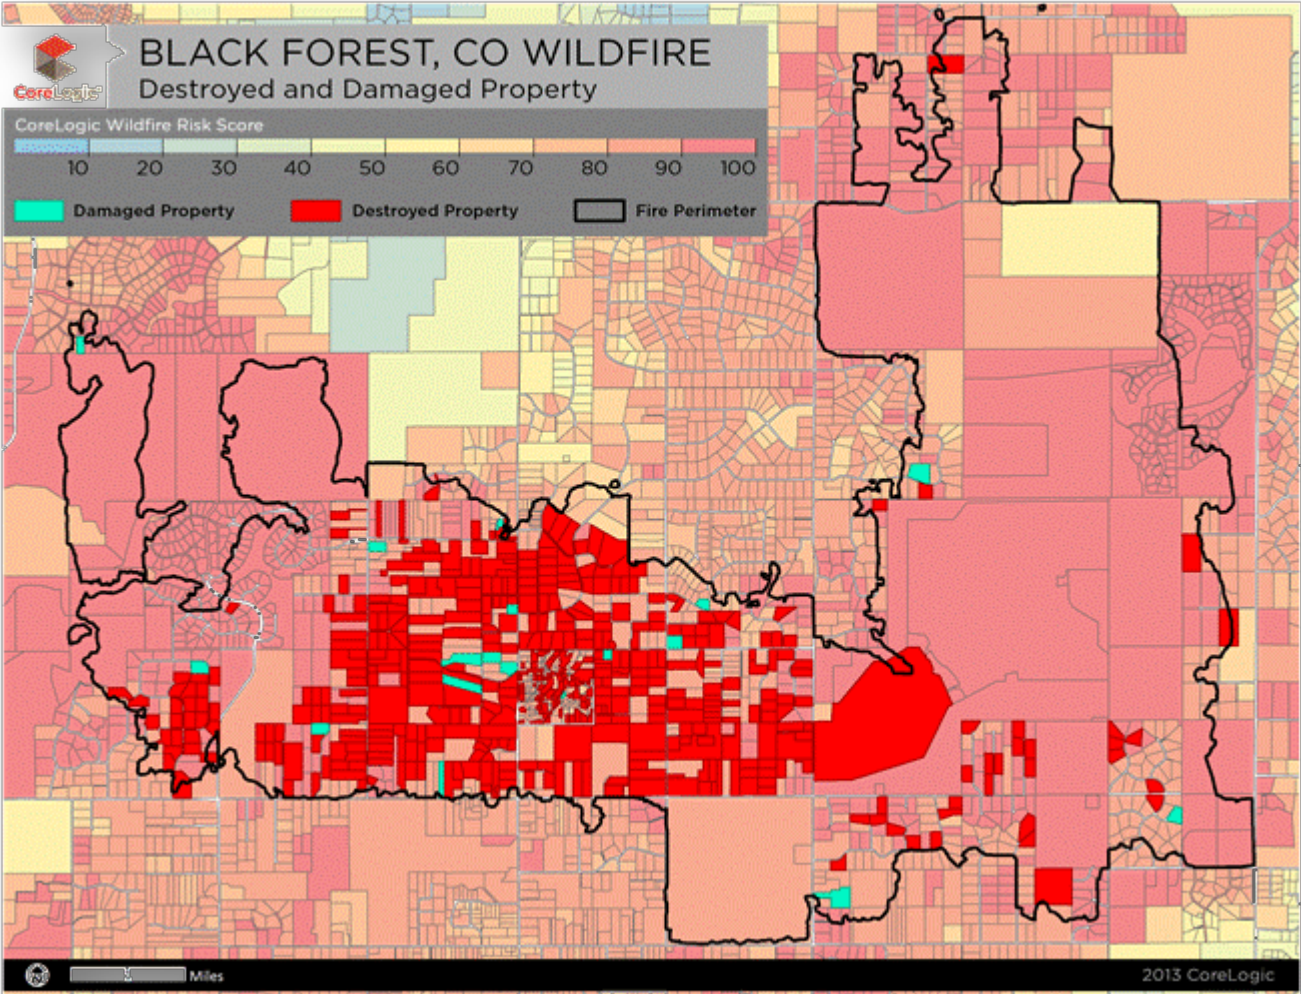 BLACK FOREST, CO WILDFIRE
Destroyed and Damaged Property
CoreLogic
CoreLogic Wildfire Risk Score
10 20 30 40 50 60 70 80 90 100
Damaged Property Destroyed Property Fire Perimeter
Miles
2013 CoreLogic